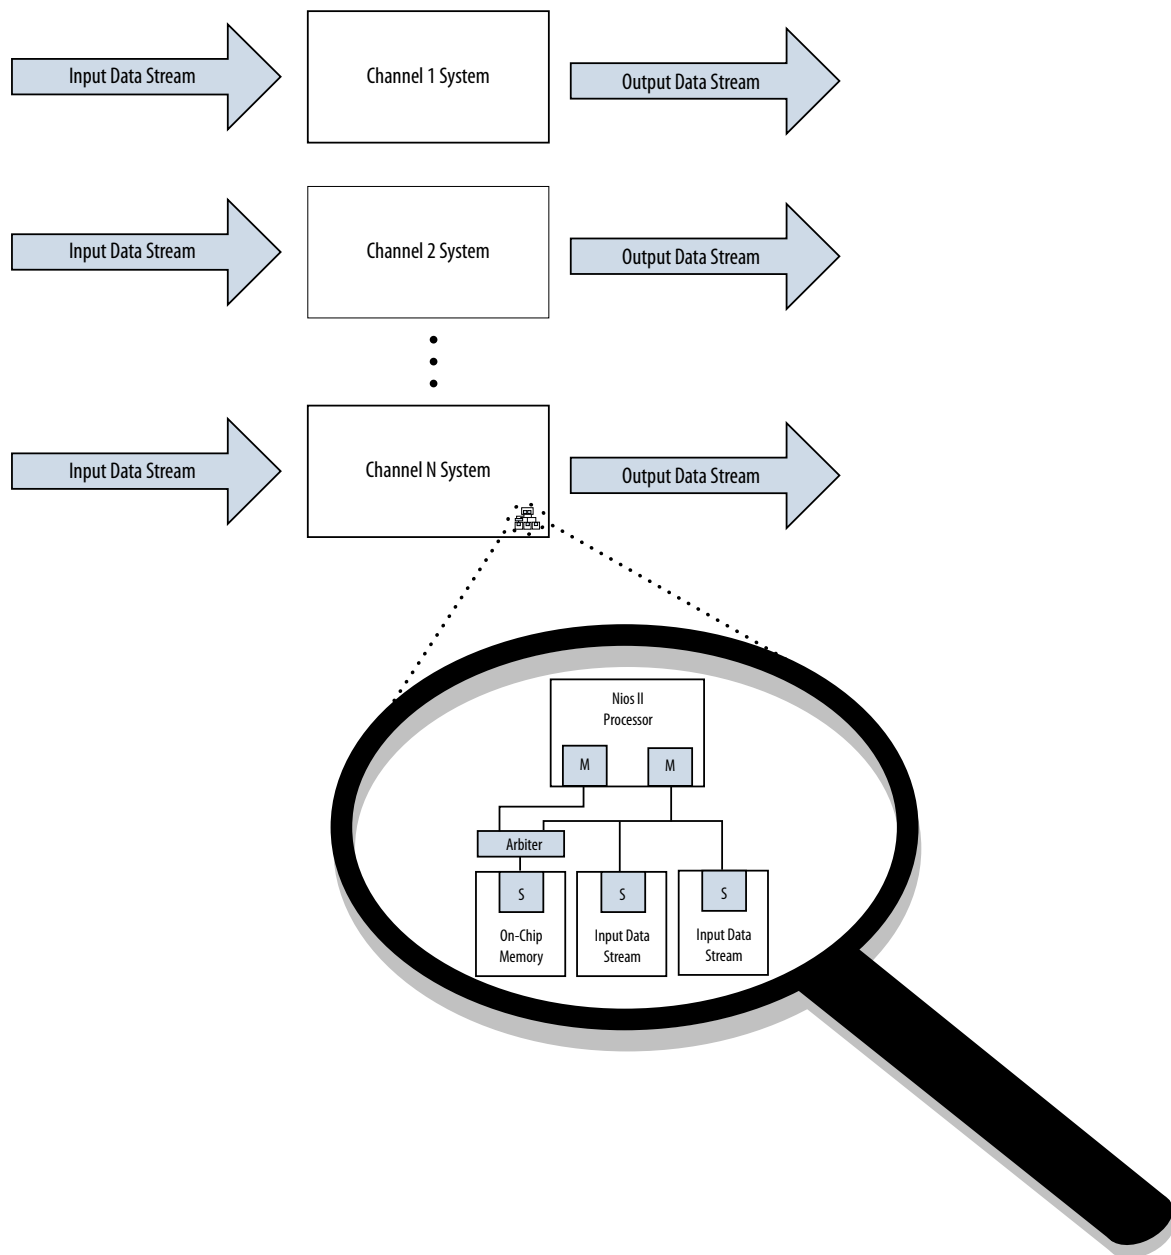 Input Data Stream
Channel 1 System
Output Data Stream
Input Data Stream
Channel 2 System
Output Data Stream
Input Data Stream
Channel N System
Output Data Stream
Nios II
Processor
M
M
Arbiter
S
S
S
On-Chip
Memory
Input Data
Stream
Input Data
Stream